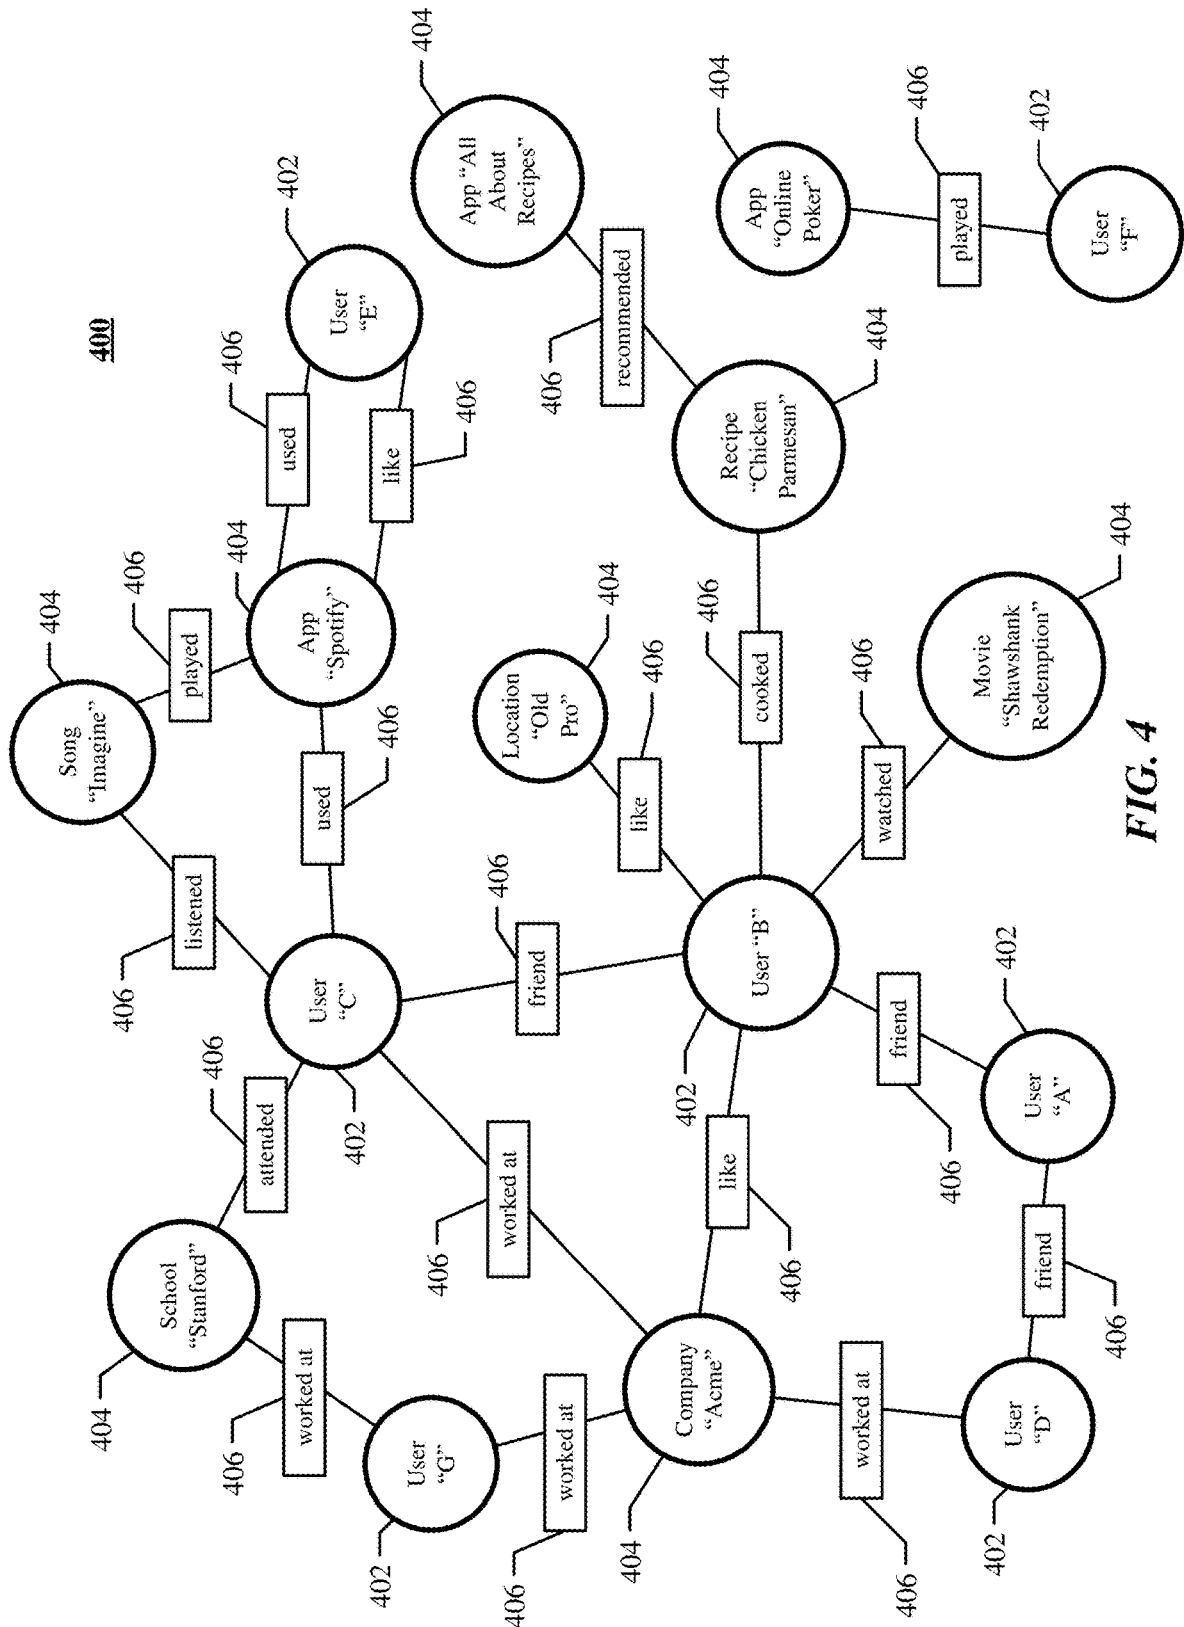 400
404
Song
“Imagine”
406
played
406
listened
404
School
“Stanford”
406
attended
406
worked at
402
User
“G”
402
User
“C”
406
used
404
App
“Spotify”
406
used
406
like
402
User
“E”
406
worked at
406
worked at
406
friend
404
Location
“Old
Pro”
406
like
404
App “All
About
Recipes”
406
recommended
404
Company
“Acme”
406
like
402
User “B”
406
cooked
404
Recipe
“Chicken
Parmesan”
404
App
“Online
Poker”
406
worked at
406
friend
406
watched
406
played
402
User
“D”
406
friend
402
User
“A”
404
Movie
“Shawshank
Redemption”
402
User
“F”
FIG. 4